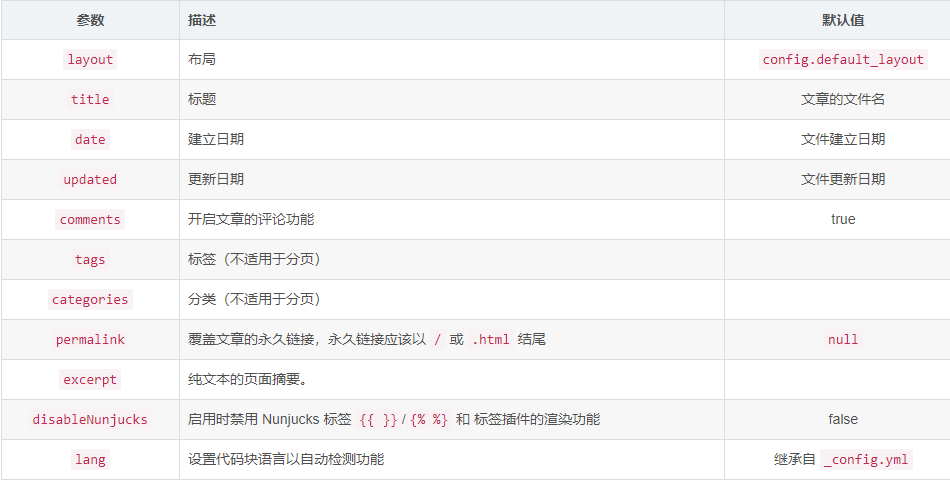 参数 描述 默认值
layout 布局 config.default_layout
title 标题 文章的文件名
date 建立日期 文件建立日期
updated 更新日期 文件更新日期
comments 开启文章的评论功能 true
tags 标签（不适用于分页）
categories 分类（不适用于分页）
permalink 覆盖文章的永久链接，永久链接应该以 / 或 .html 结尾 null
excerpt 纯文本的页面摘要。
disableNunjucks 启用时禁用 Nunjucks 标签 {{ }} / {% %} 和 标签插件的渲染功能 false
lang 设置代码块语言以自动检测功能 继承自 _config.yml